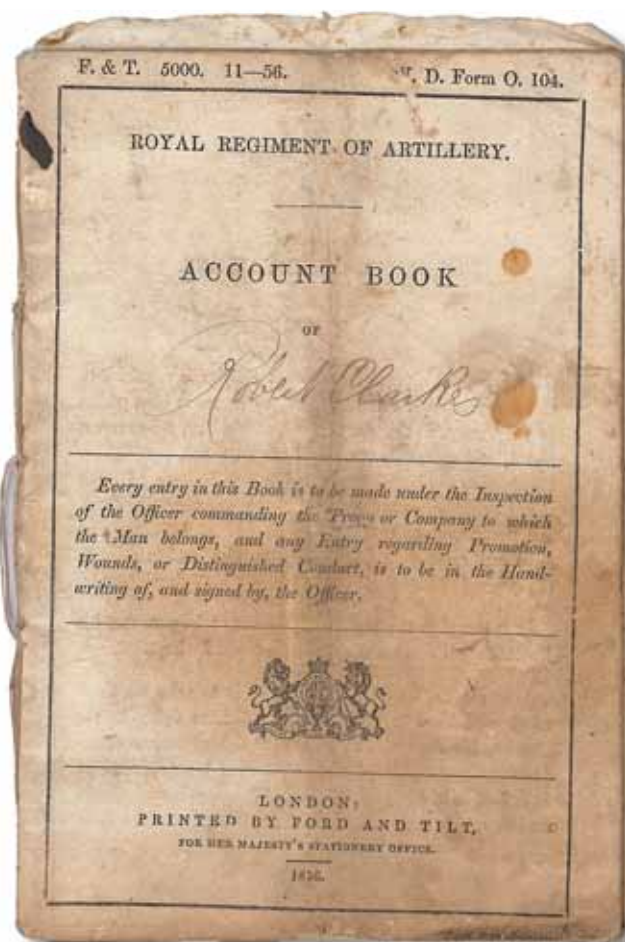 F. & T. 5000. 11—56. W. D. Form O. 104.
ROYAL REGIMENT OF ARTILLERY.
ACCOUNT BOOK
OF
Robert Clarke
Every entry in this Book is to be made under the Inspection
of the Officer commanding the Troop or Company to which
the Man belongs, and any Entry regarding Promotion,
Wounds, or Distinguished Conduct, is to be in the Hand-
writing of, and signed by, the Officer.
LONDON:
PRINTED BY FORD AND TILT,
FOR HER MAJESTY'S STATIONERY OFFICE.
1856.